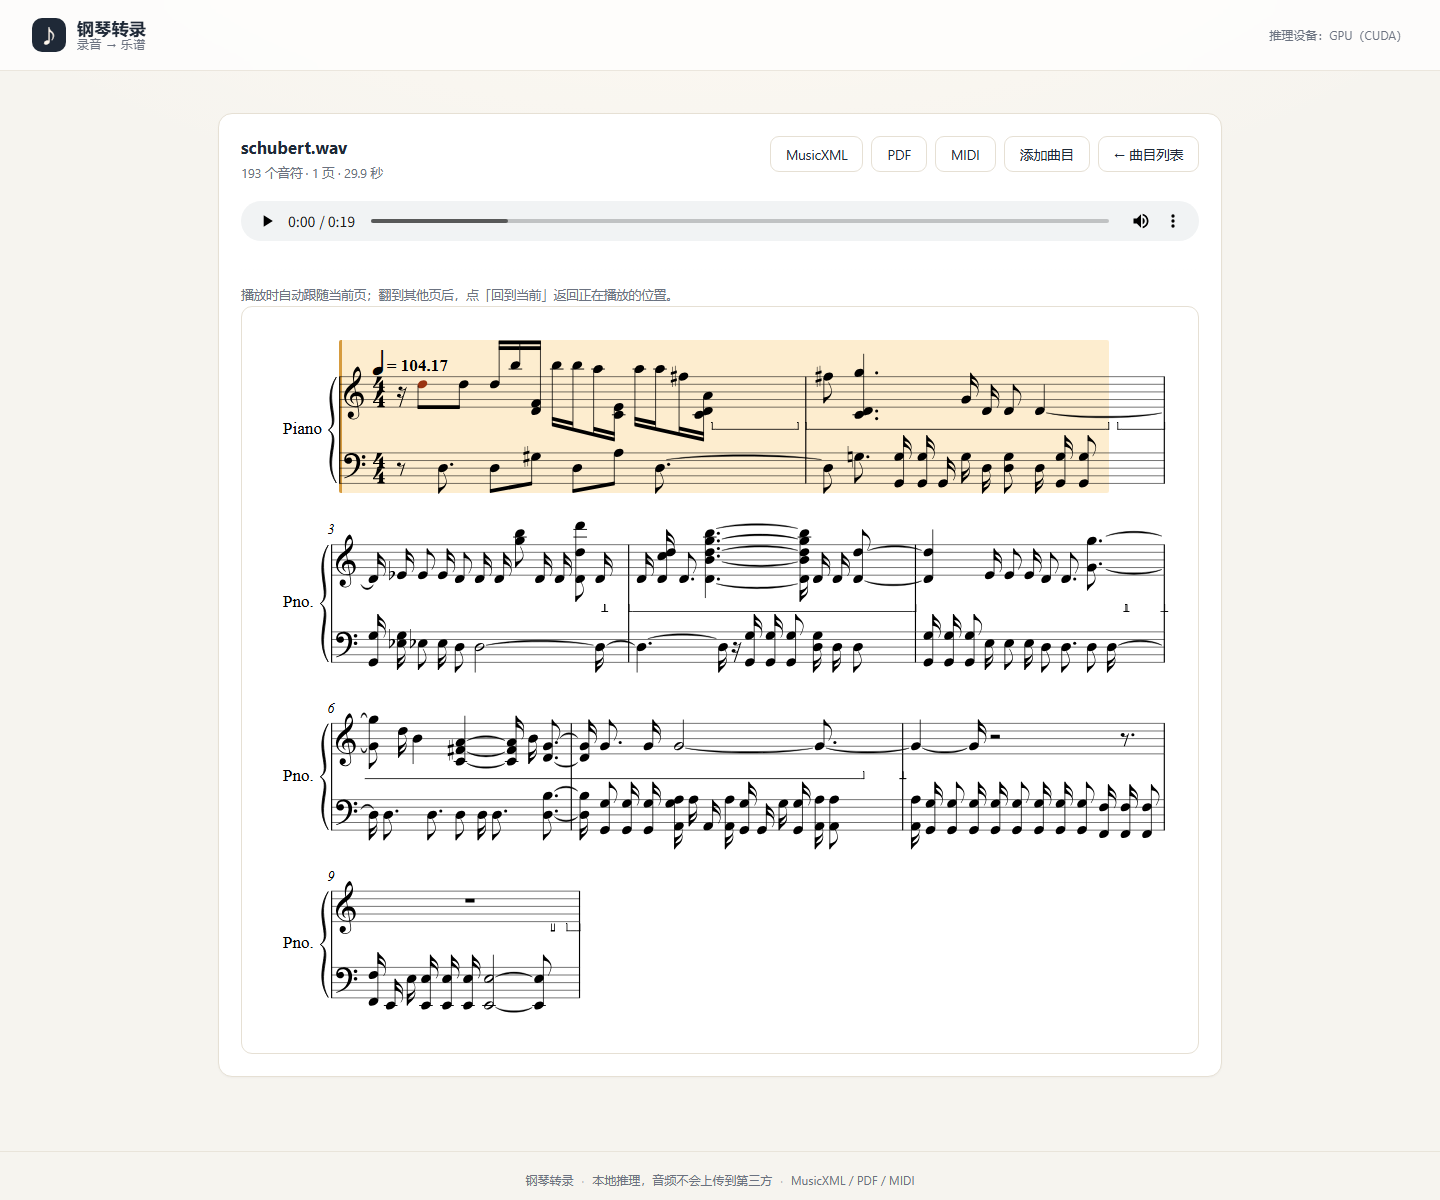 钢琴转录
录音 → 乐谱
推理设备：GPU（CUDA）
schubert.wav
193 个音符 · 1 页 · 29.9 秒
MusicXML
PDF
MIDI
添加曲目
← 曲目列表
0:00 / 0:19
播放时自动跟随当前页；翻到其他页后，点「回到当前」返回正在播放的位置。
= 104.17
4 4
Piano
4 4
3
Pno.
6
Pno.
9
Pno.
钢琴转录 · 本地推理，音频不会上传到第三方 · MusicXML / PDF / MIDI